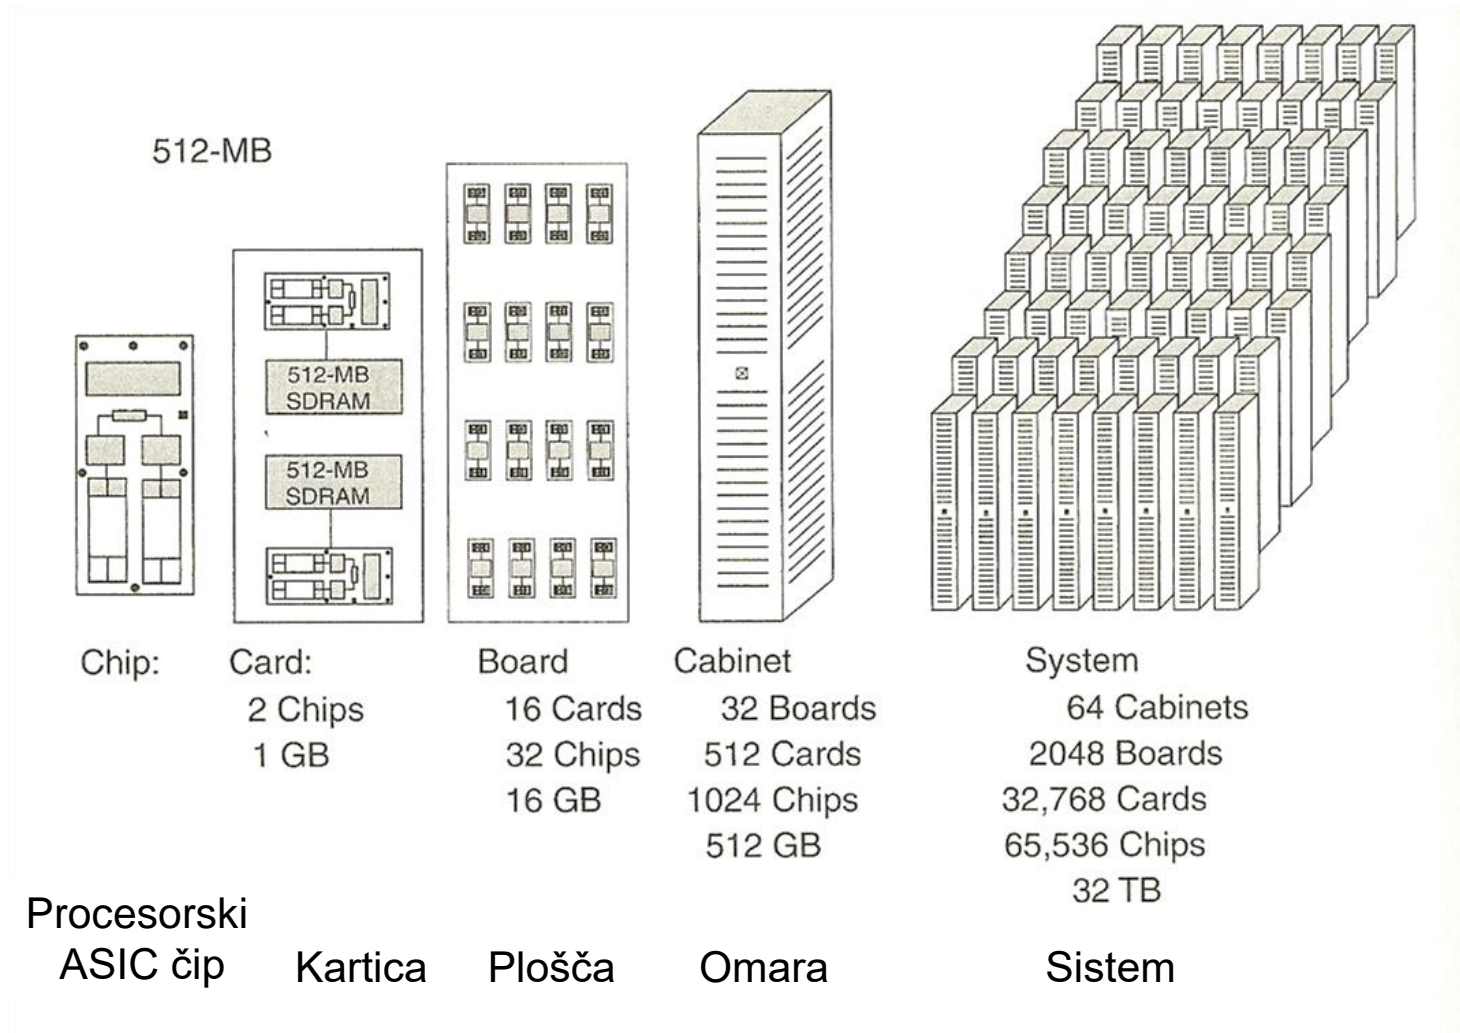 512-MB
512-MB
SDRAM
512-MB
SDRAM
Chip:
Card:
2 Chips
1 GB
Board
16 Cards
32 Chips
16 GB
Cabinet
32 Boards
512 Cards
1024 Chips
512 GB
System
64 Cabinets
2048 Boards
32,768 Cards
65,536 Chips
32 TB
Procesorski
ASIC čip
Kartica
Plošča
Omara
Sistem